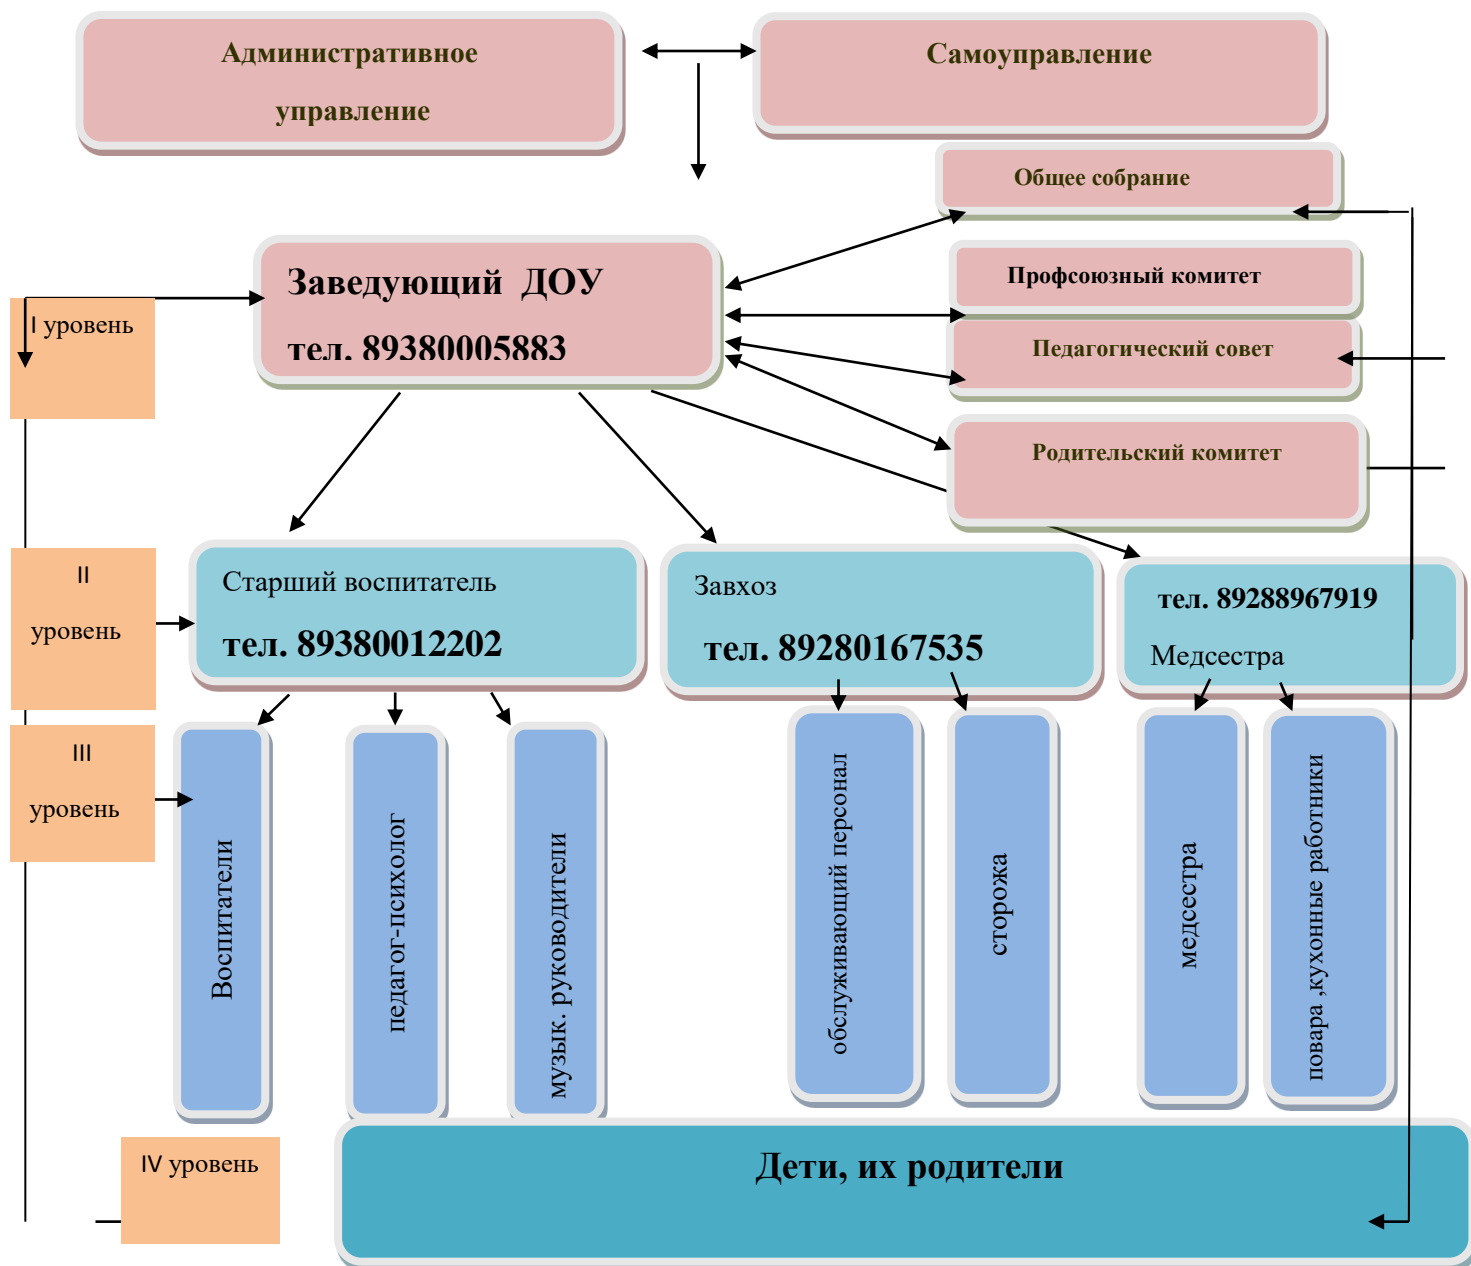 Административное
управление
Самоуправление
Общее собрание
Заведующий ДОУ
тел. 89380005883
Профсоюзный комитет
I уровень
Педагогический совет
Родительский комитет
II
уровень
Старший воспитатель
тел. 89380012202
Завхоз
тел. 89280167535
тел. 89288967919
Медсестра
III
уровень
Воспитатели
педагог-психолог
музык. руководители
обслуживающий персонал
сторожа
медсестра
повара ,кухонные работники
IV уровень
Дети, их родители